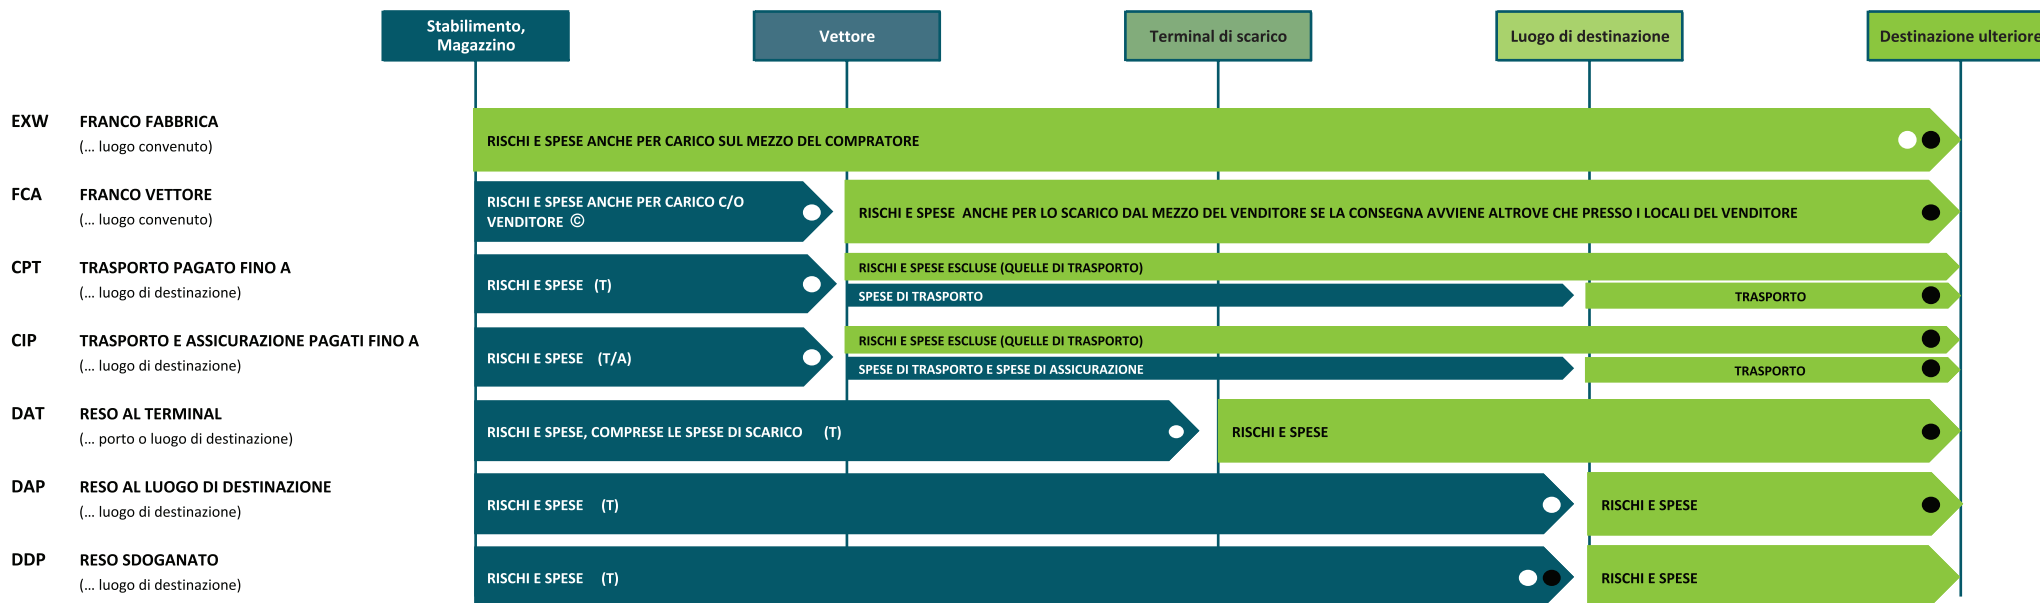 Stabilimento,
Magazzino
Vettore
Terminal di scarico
Luogo di destinazione
Destinazione ulteriore
EXW FRANCO FABBRICA
(... luogo convenuto)
RISCHI E SPESE ANCHE PER CARICO SUL MEZZO DEL COMPRATORE
FCA FRANCO VETTORE
(... luogo convenuto)
RISCHI E SPESE ANCHE PER CARICO C/O
VENDITORE ©
RISCHI E SPESE ANCHE PER LO SCARICO DAL MEZZO DEL VENDITORE SE LA CONSEGNA AVVIENE ALTROVE CHE PRESSO I LOCALI DEL VENDITORE
CPT TRASPORTO PAGATO FINO A
(... luogo di destinazione)
RISCHI E SPESE (T)
RISCHI E SPESE ESCLUSE (QUELLE DI TRASPORTO)
SPESE DI TRASPORTO
TRASPORTO
CIP TRASPORTO E ASSICURAZIONE PAGATI FINO A
(... luogo di destinazione)
RISCHI E SPESE (T/A)
RISCHI E SPESE ESCLUSE (QUELLE DI TRASPORTO)
SPESE DI TRASPORTO E SPESE DI ASSICURAZIONE
TRASPORTO
DAT RESO AL TERMINAL
(... porto o luogo di destinazione)
RISCHI E SPESE, COMPRESE LE SPESE DI SCARICO (T)
RISCHI E SPESE
DAP RESO AL LUOGO DI DESTINAZIONE
(... luogo di destinazione)
RISCHI E SPESE (T)
RISCHI E SPESE
DDP RESO SDOGANATO
(... luogo di destinazione)
RISCHI E SPESE (T)
RISCHI E SPESE